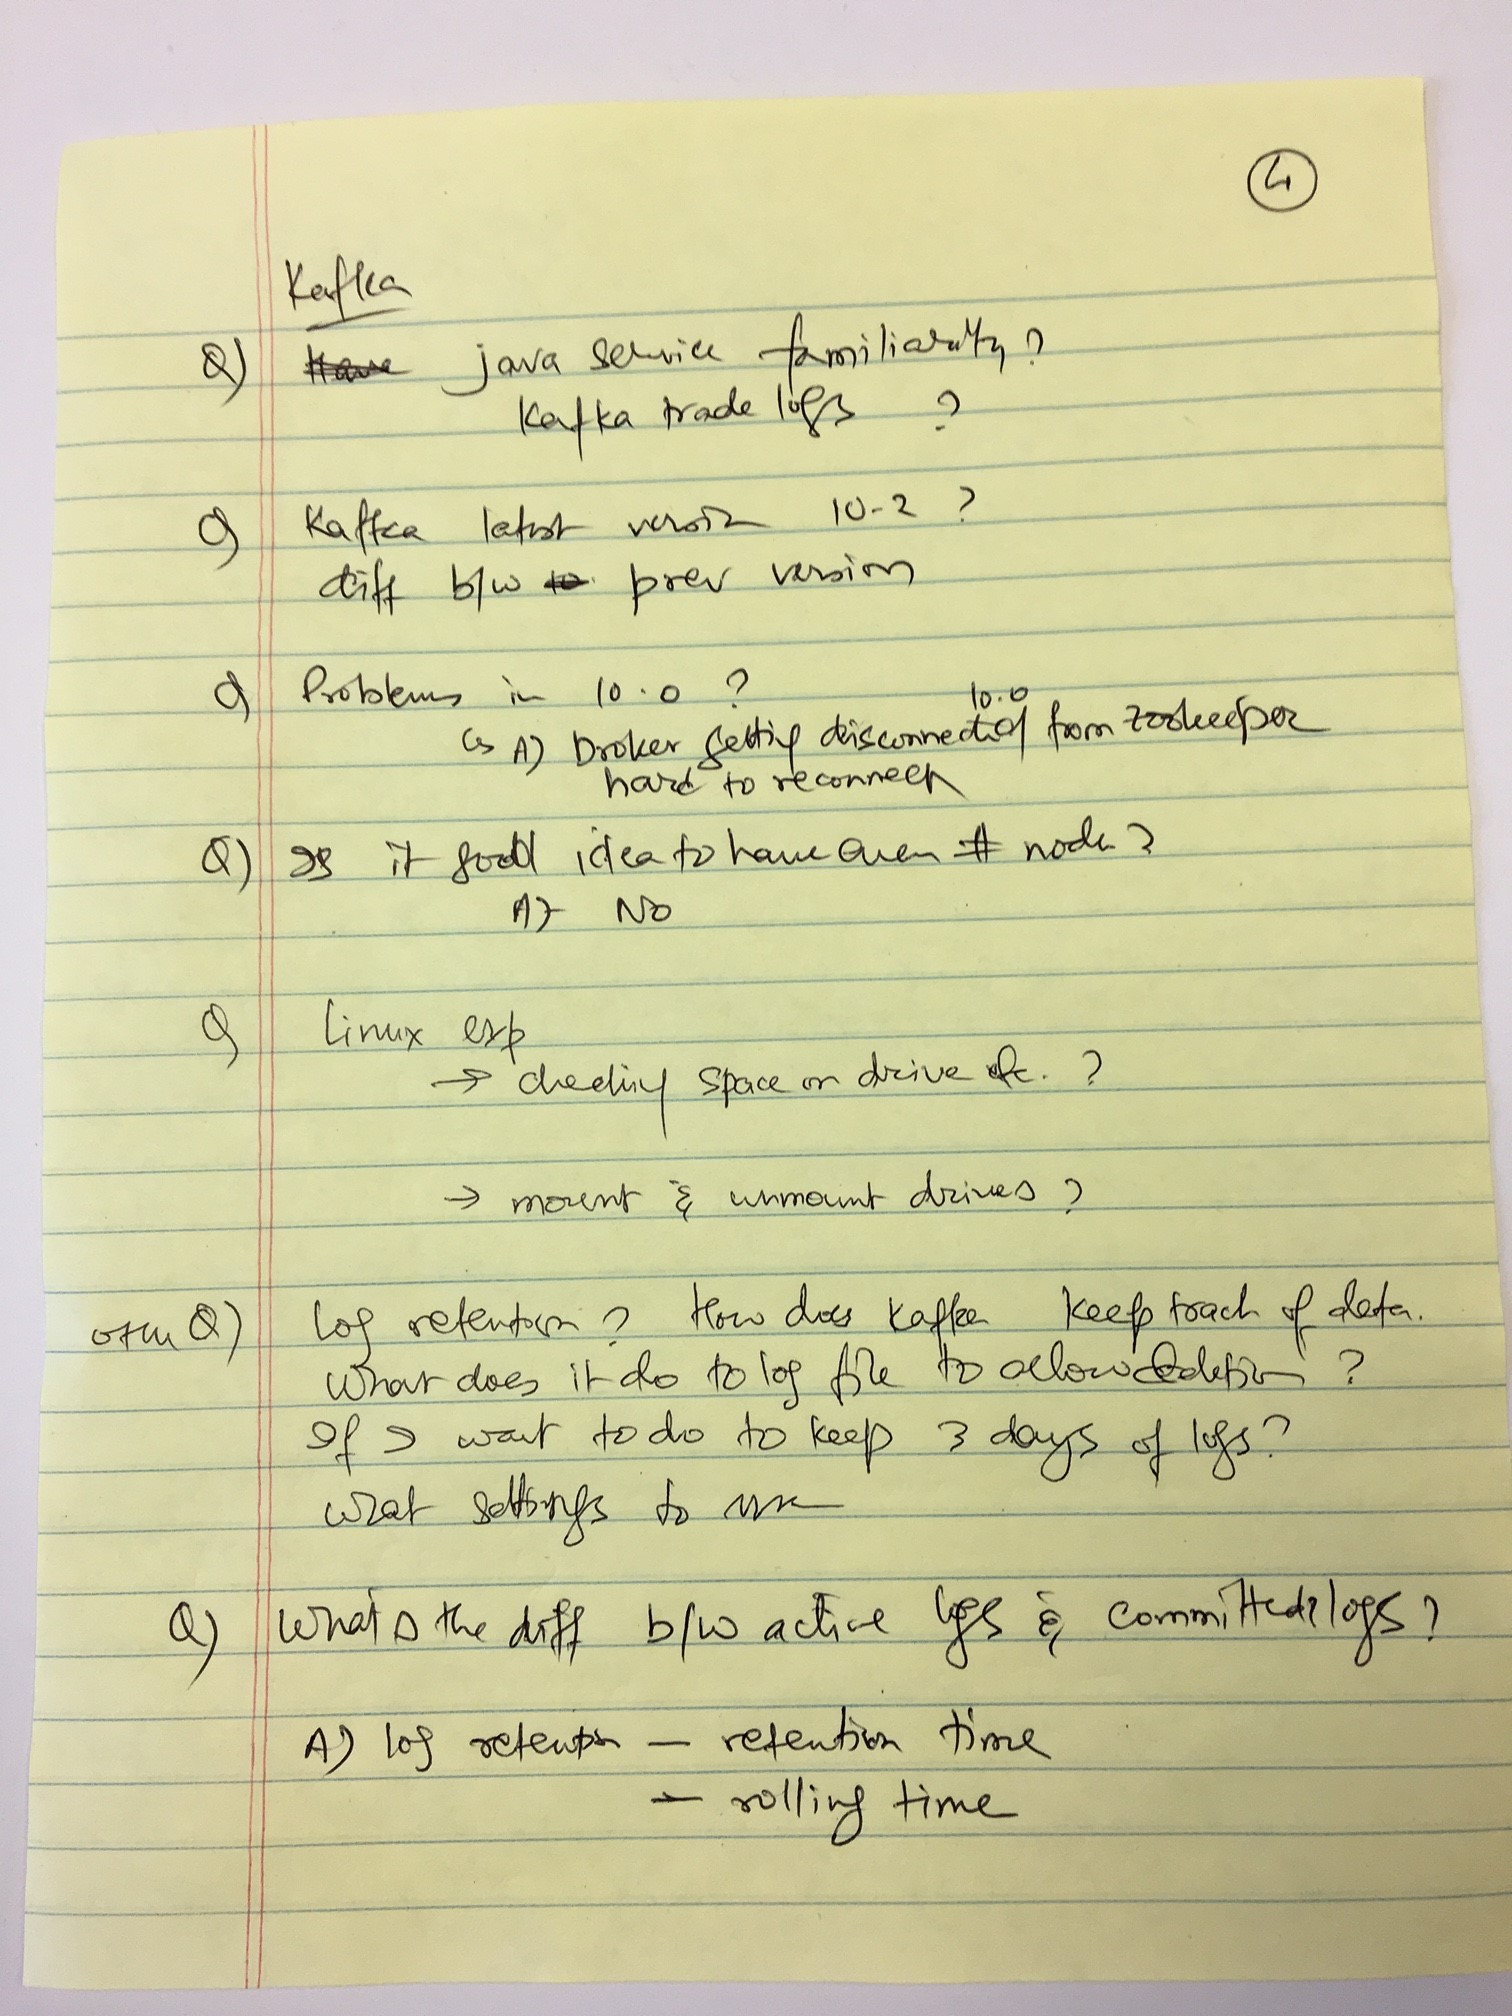 4
Kafka
Q) Have java service familiarity?
Kafka trade logs ?
Q Kafka latest version 10-2 ?
diff b/w to prev version
Q Problems in 10.0 ?
10.0
A) broker getting disconnected from zookeeper
hard to reconnect
Q) Is it good idea to have even # node?
A) No
Q Linux exp
→ checking space on drive etc. ?
→ mount & unmount drives ?
Q) log retention ? How does Kafka keep track of data.
What does it do to log file to allow deletion ?
If I want to do to keep 3 days of logs?
What settings to use
Q) What's the diff b/w active logs & committed logs ?
A) log retention — retention time
— rolling time